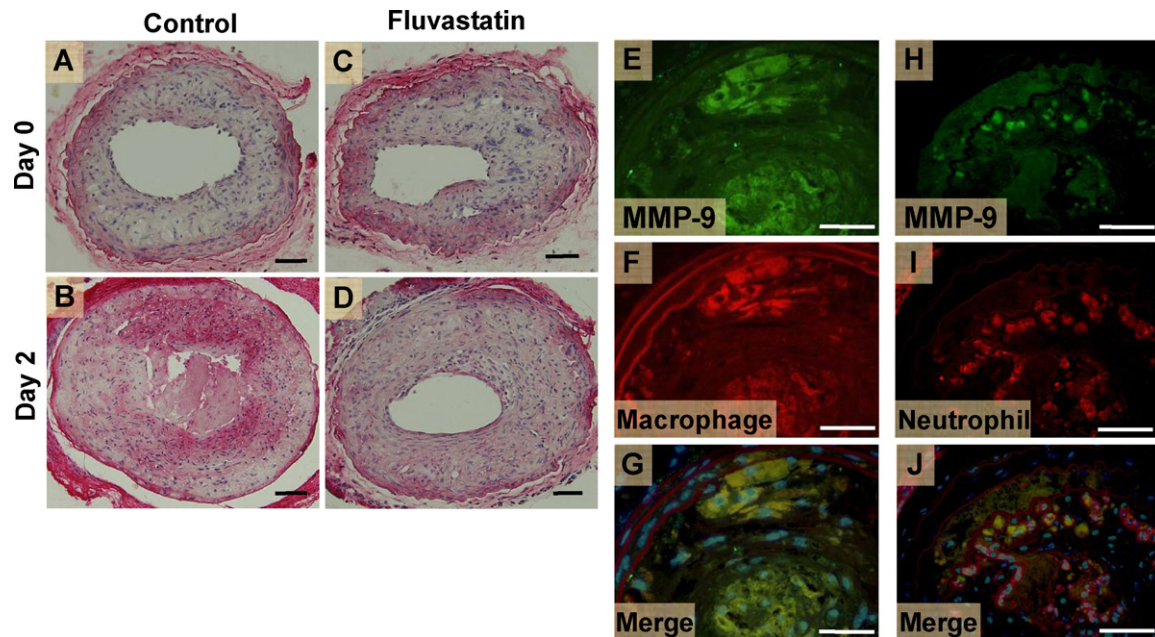 Control
Fluvastatin
Day 0
A
C
E
H
MMP-9
MMP-9
Day 2
B
D
F
I
Macrophage
Neutrophil
G
J
Merge
Merge